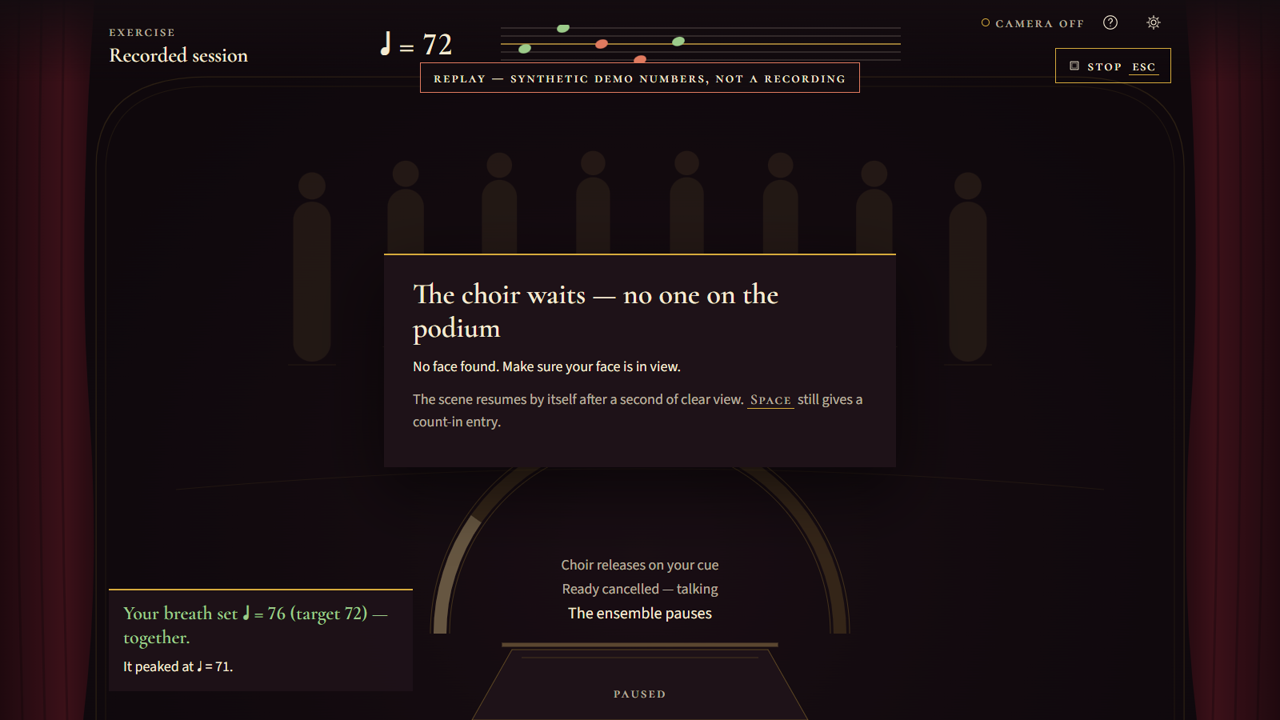 EXERCISE
Recorded session
♩ = 72
CAMERA OFF
STOP ESC
REPLAY — SYNTHETIC DEMO NUMBERS, NOT A RECORDING
The choir waits — no one on the
podium
No face found. Make sure your face is in view.
The scene resumes by itself after a second of clear view. SPACE still gives a
count-in entry.
Choir releases on your cue
Ready cancelled — talking
The ensemble pauses
Your breath set ♩ = 76 (target 72) —
together.
It peaked at ♩ = 71.
PAUSED